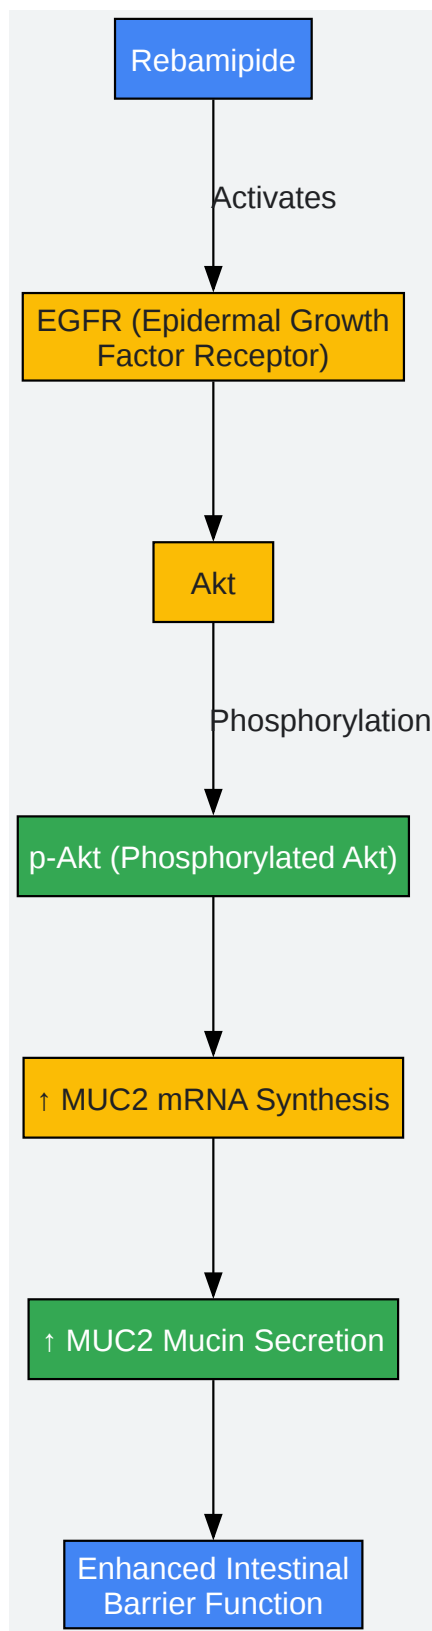 Rebamipide
Activates
EGFR (Epidermal Growth
Factor Receptor)
Akt
Phosphorylation
p-Akt (Phosphorylated Akt)
↑ MUC2 mRNA Synthesis
↑ MUC2 Mucin Secretion
Enhanced Intestinal
Barrier Function